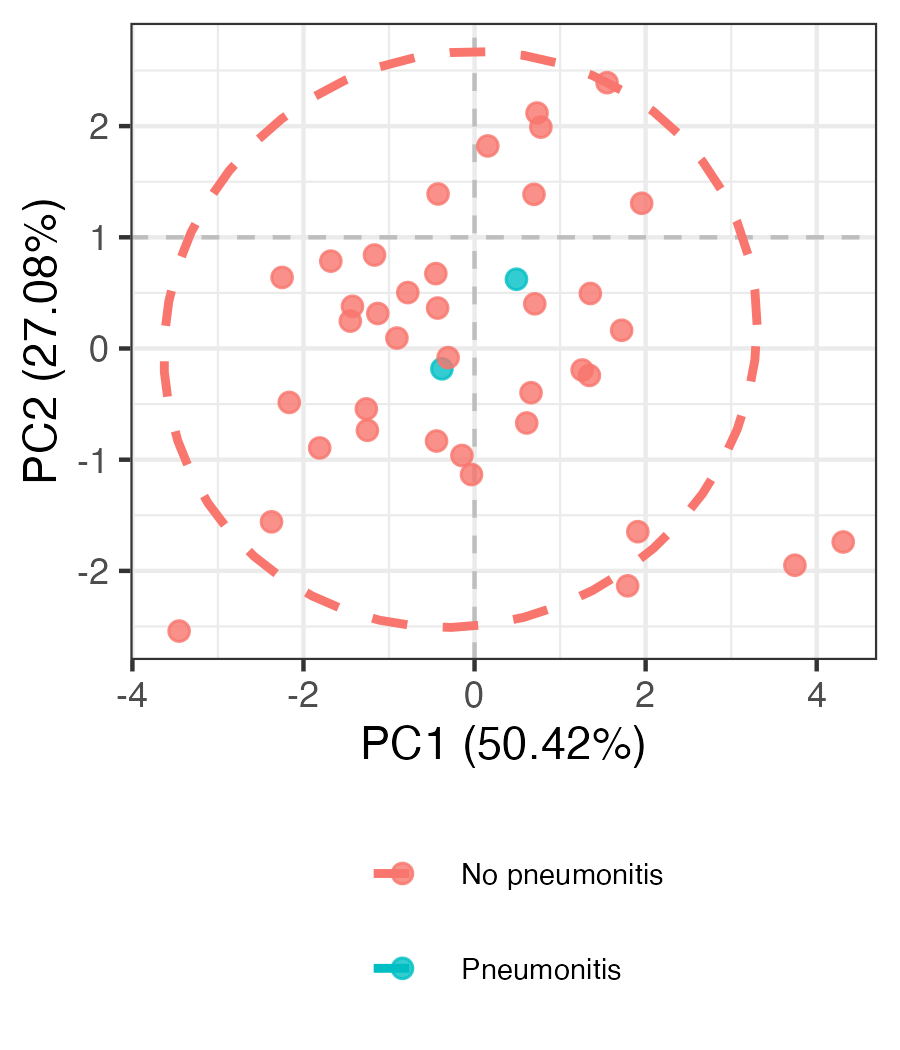 PC2 (27.08%)
2
1
0
-1
-2
-4
-2
0
2
4
PC1 (50.42%)
No pneumonitis
Pneumonitis